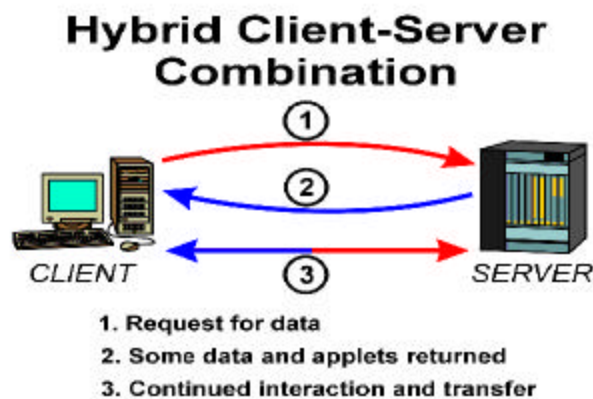 Hybrid Client-Server
Combination
1
2
CLIENT
3
SERVER
1. Request for data
2. Some data and applets returned
3. Continued interaction and transfer